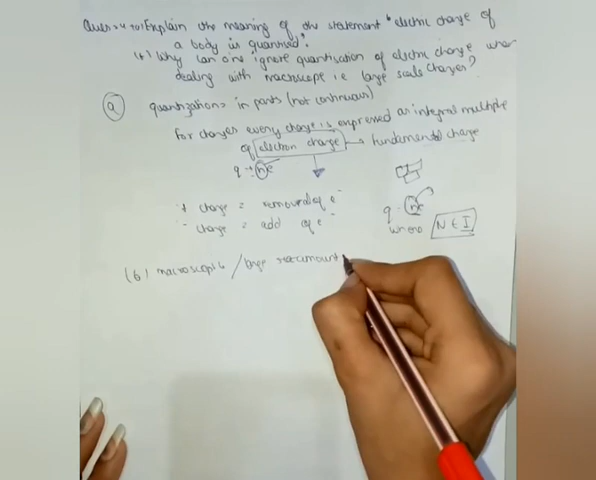 Ques:4 (a) Explain the meaning of the statement "electric charge of
a body is quantised".
(b) Why can one ignore quantisation of electric charge when
dealing with macroscopic i.e large scale charges?
(a) quantization = in parts (not continuous)
For charges every charge is expressed as integral multiple
of electron charge → fundamental charge
q = ± ne
+ charge = removal of e⁻
- charge = add of e⁻
q = ne
where N ∈ I
(b) macroscopic / large amount